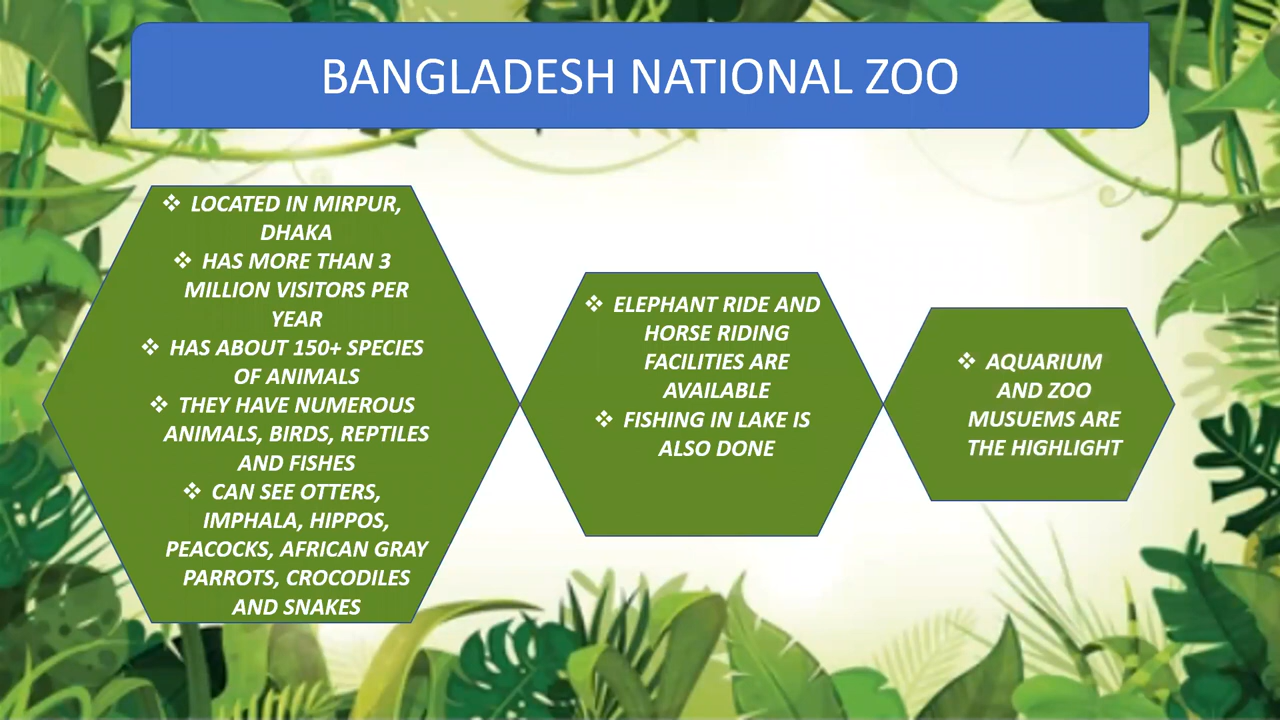 BANGLADESH NATIONAL ZOO
❖ LOCATED IN MIRPUR,
DHAKA
❖ HAS MORE THAN 3
MILLION VISITORS PER
YEAR
❖ HAS ABOUT 150+ SPECIES
OF ANIMALS
❖ THEY HAVE NUMEROUS
ANIMALS, BIRDS, REPTILES
AND FISHES
❖ CAN SEE OTTERS,
IMPHALA, HIPPOS,
PEACOCKS, AFRICAN GRAY
PARROTS, CROCODILES
AND SNAKES
❖ ELEPHANT RIDE AND
HORSE RIDING
FACILITIES ARE
AVAILABLE
❖ FISHING IN LAKE IS
ALSO DONE
❖ AQUARIUM
AND ZOO
MUSUEMS ARE
THE HIGHLIGHT